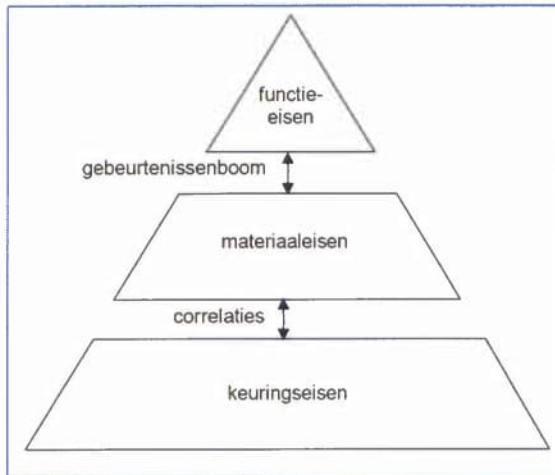 functie-
eisen
gebeurtenissenboom
materiaaleisen
correlaties
keuringseisen